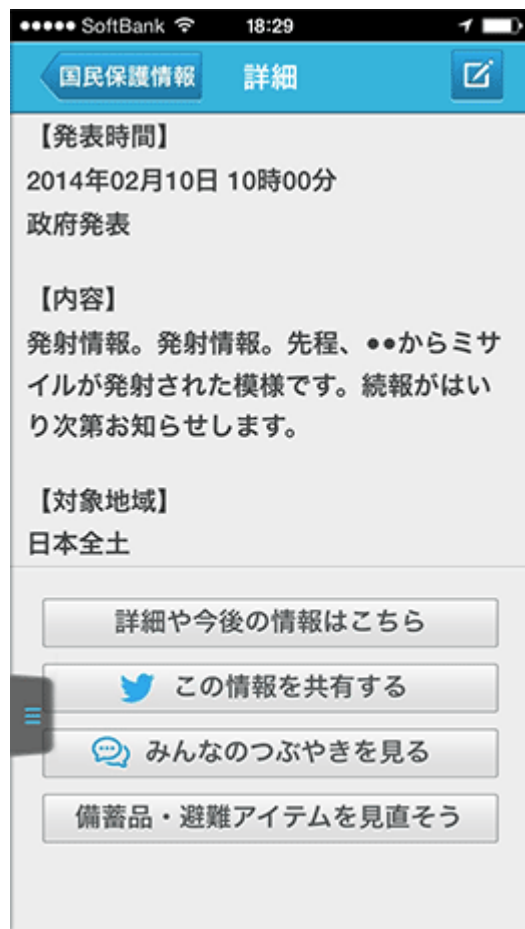 ●●●●● SoftBank 18:29
国民保護情報 詳細
【発表時間】
2014年02月10日 10時00分
政府発表
【内容】
発射情報。発射情報。先程、●●からミサ
イルが発射された模様です。続報がはい
り次第お知らせします。
【対象地域】
日本全土
詳細や今後の情報はこちら
この情報を共有する
みんなのつぶやきを見る
備蓄品・避難アイテムを見直そう